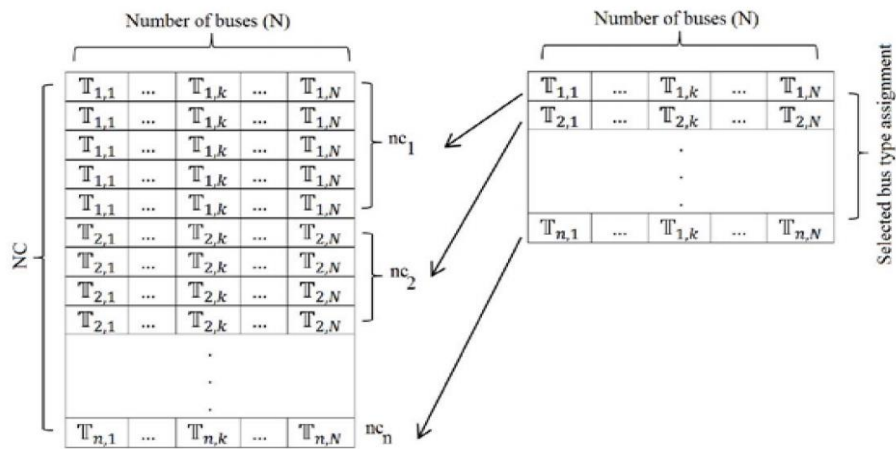 Number of buses (N)
𝕋1,1 ... 𝕋1,k ... 𝕋1,N
𝕋1,1 ... 𝕋1,k ... 𝕋1,N
𝕋1,1 ... 𝕋1,k ... 𝕋1,N
𝕋1,1 ... 𝕋1,k ... 𝕋1,N
𝕋1,1 ... 𝕋1,k ... 𝕋1,N
𝕋2,1 ... 𝕋2,k ... 𝕋2,N
𝕋2,1 ... 𝕋2,k ... 𝕋2,N
𝕋2,1 ... 𝕋2,k ... 𝕋2,N
𝕋2,1 ... 𝕋2,k ... 𝕋2,N
.
.
.
𝕋n,1 ... 𝕋n,k ... 𝕋n,N
NC
nc1
nc2
ncn
Number of buses (N)
𝕋1,1 ... 𝕋1,k ... 𝕋1,N
𝕋2,1 ... 𝕋2,k ... 𝕋2,N
.
.
.
𝕋n,1 ... 𝕋1,k ... 𝕋n,N
Selected bus type assignment